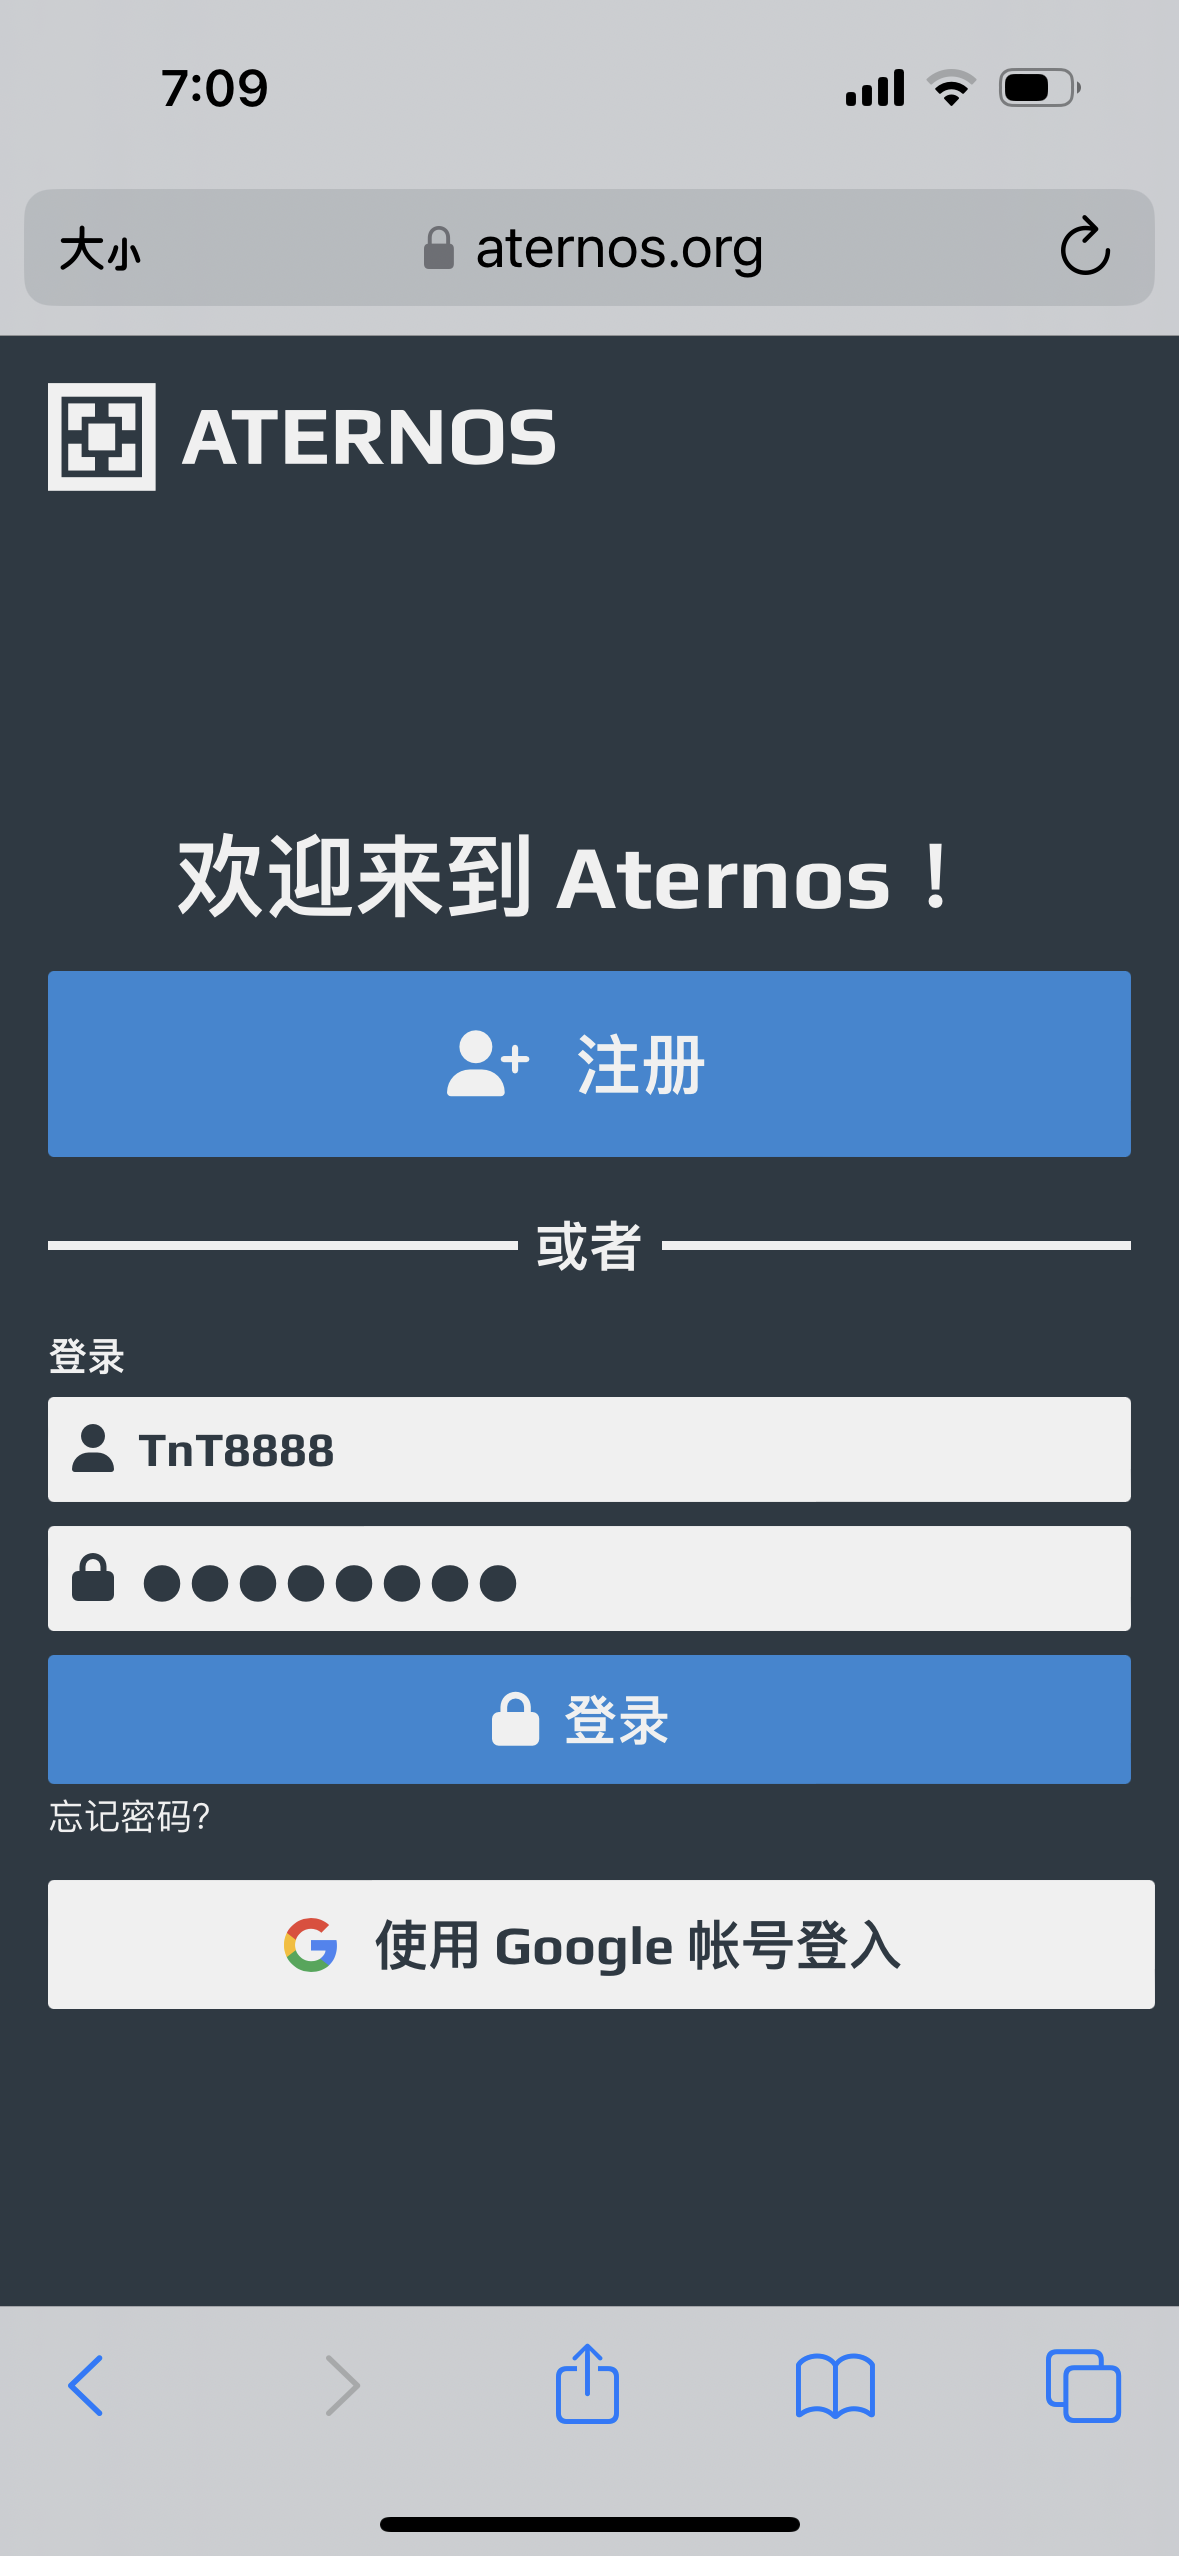 7:09
大小
aternos.org
ATERNOS
欢迎来到 Aternos！
注册
或者
登录
TnT8888
●●●●●●●●
登录
忘记密码?
使用 Google 帐号登入